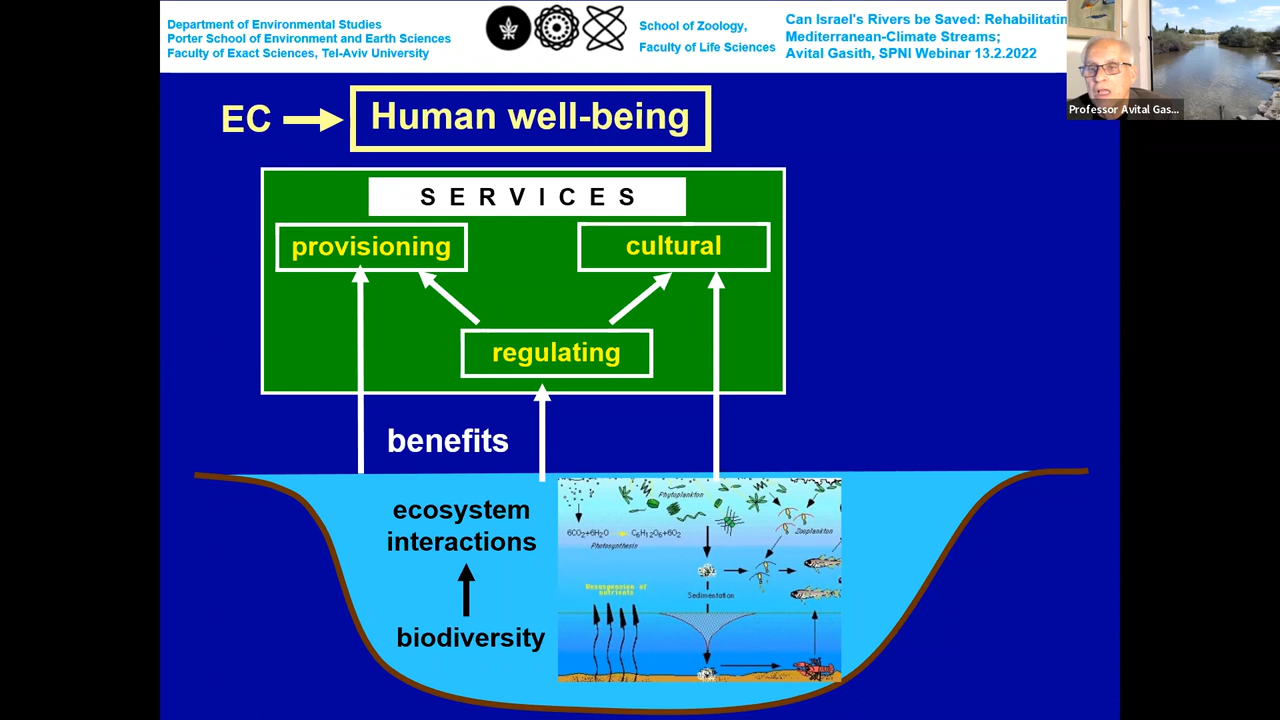 Department of Environmental Studies
Porter School of Environment and Earth Sciences
Faculty of Exact Sciences, Tel-Aviv University
School of Zoology,
Faculty of Life Sciences
Can Israel's Rivers be Saved: Rehabilitatin
Mediterranean-Climate Streams;
Avital Gasith, SPNI Webinar 13.2.2022
Professor Avital Gas...
EC
Human well-being
SERVICES
provisioning
cultural
regulating
benefits
ecosystem
interactions
biodiversity
Phytoplankton
6CO2+6H2O
C6H12O6+6O2
Photosynthesis
Zooplankton
Resuspension of
nutrients
Sedimentation